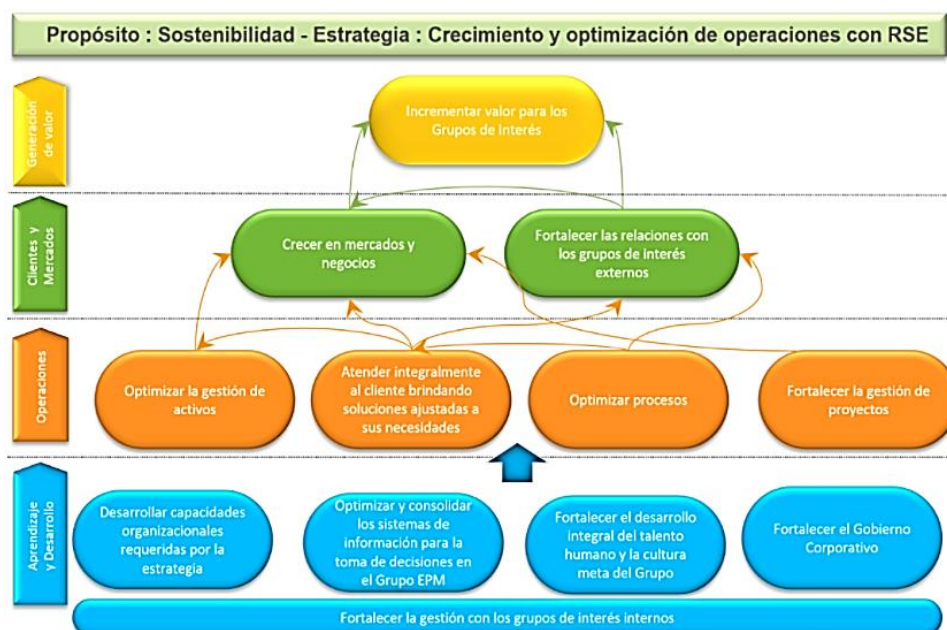 Propósito : Sostenibilidad - Estrategia : Crecimiento y optimización de operaciones con RSE
Generación
de valor
Incrementar valor para los
Grupos de Interés
Clientes y
Mercados
Crecer en mercados y
negocios
Fortalecer las relaciones con
los grupos de interés
externos
Operaciones
Optimizar la gestión de
activos
Atender integralmente
al cliente brindando
soluciones ajustadas a
sus necesidades
Optimizar procesos
Fortalecer la gestión de
proyectos
Aprendizaje
y Desarrollo
Desarrollar capacidades
organizacionales
requeridas por la
estrategia
Optimizar y consolidar
los sistemas de
información para la
toma de decisiones en
el Grupo EPM
Fortalecer el desarrollo
integral del talento
humano y la cultura
meta del Grupo
Fortalecer el Gobierno
Corporativo
Fortalecer la gestión con los grupos de interés internos